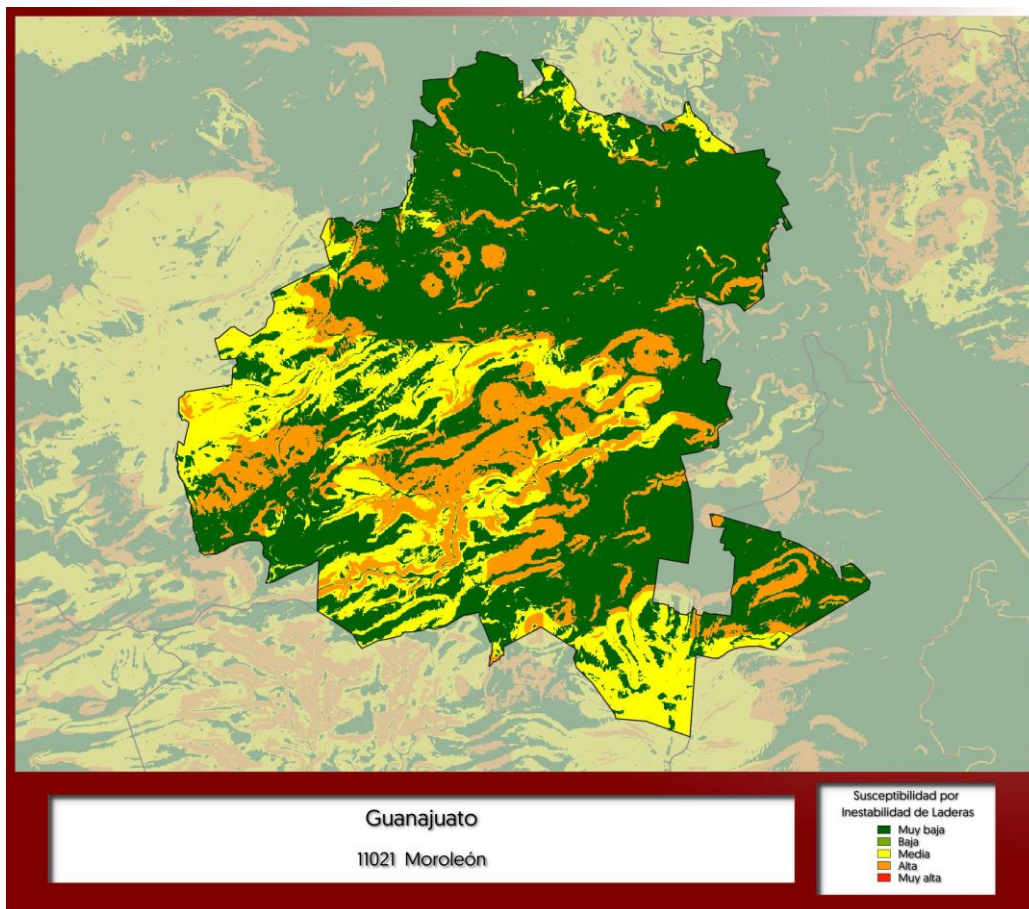 Guanajuato
11021 Moroleón
Susceptibilidad por
Inestabilidad de Laderas
Muy baja
Baja
Media
Alta
Muy alta